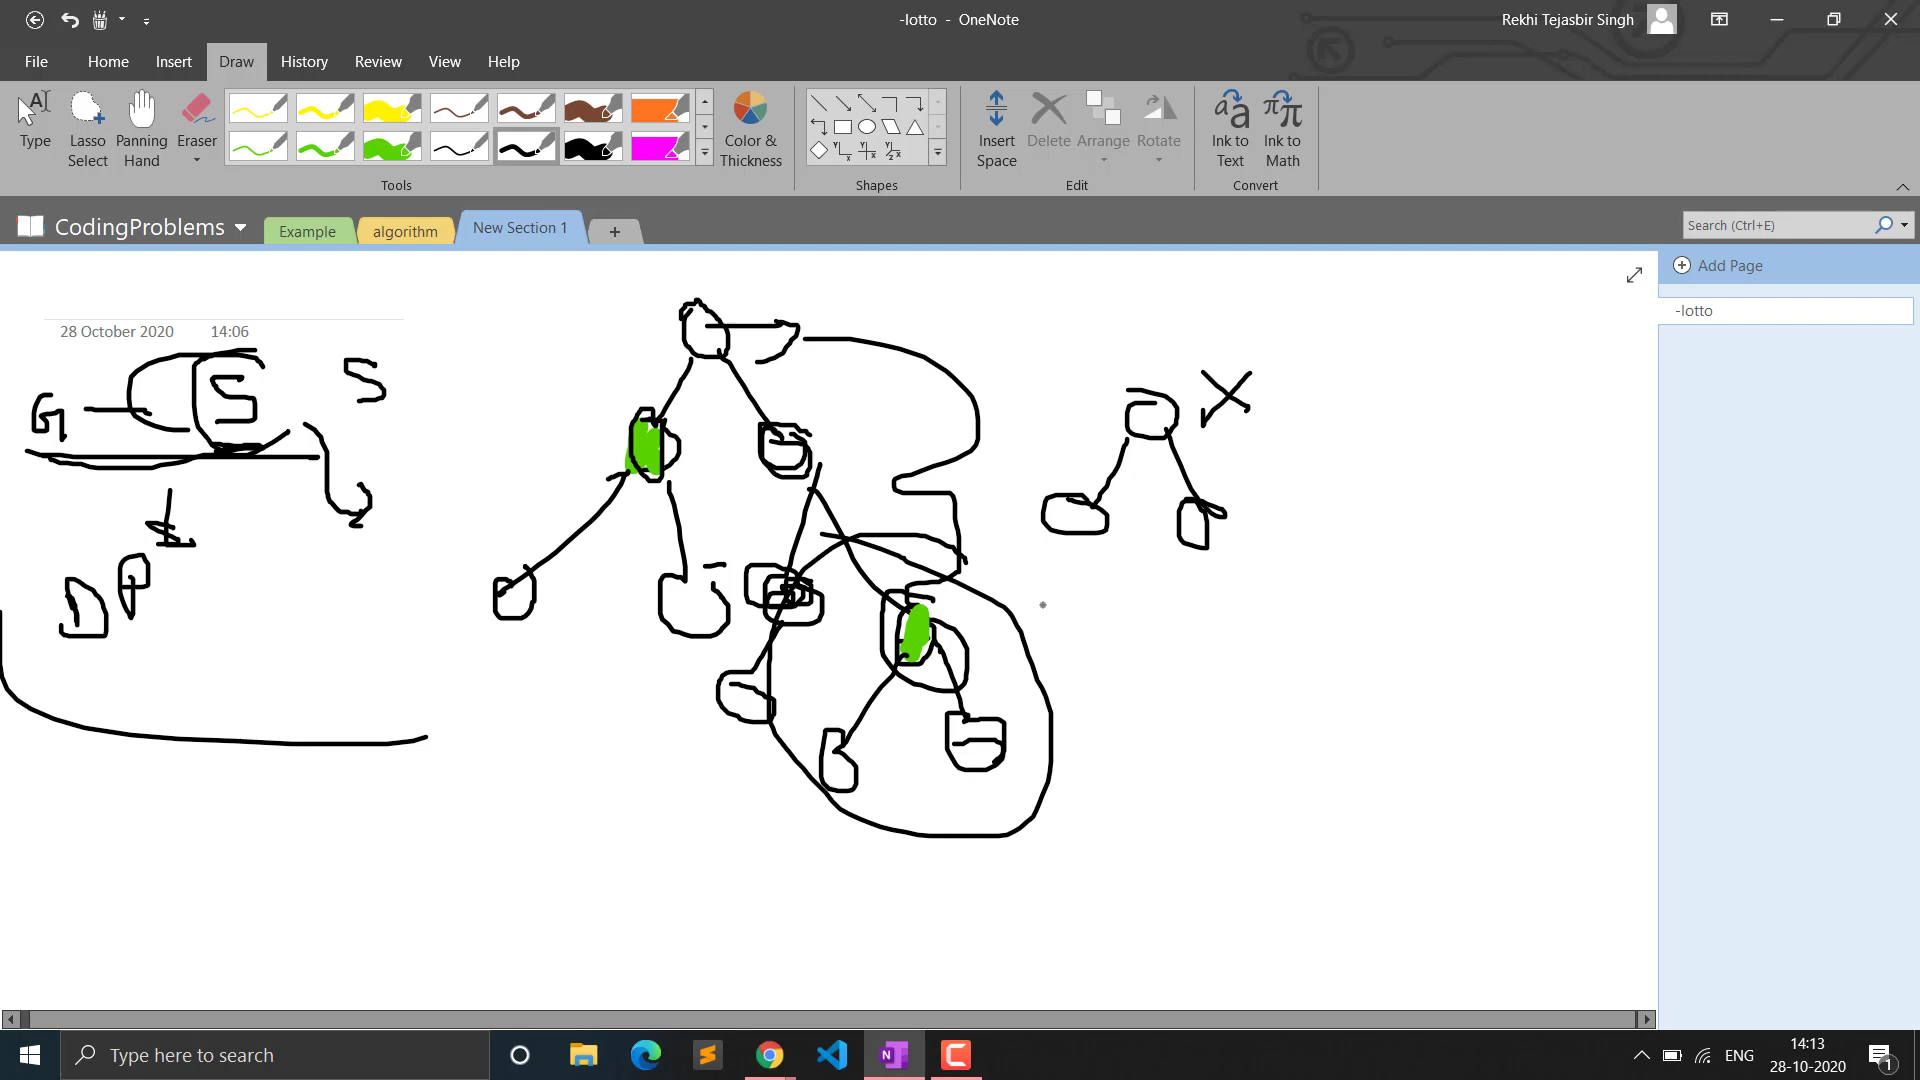 -lotto - OneNote
Rekhi Tejasbir Singh
File Home Insert Draw History Review View Help
Type
Lasso Select
Panning Hand
Eraser
Color & Thickness
Insert Space
Delete
Arrange
Rotate
Ink to Text
Ink to Math
Tools
Shapes
Edit
Convert
CodingProblems
Example
algorithm
New Section 1
Search (Ctrl+E)
Add Page
-lotto
28 October 2020 14:06
G S S
X
DP
Type here to search
ENG
14:13
28-10-2020
1